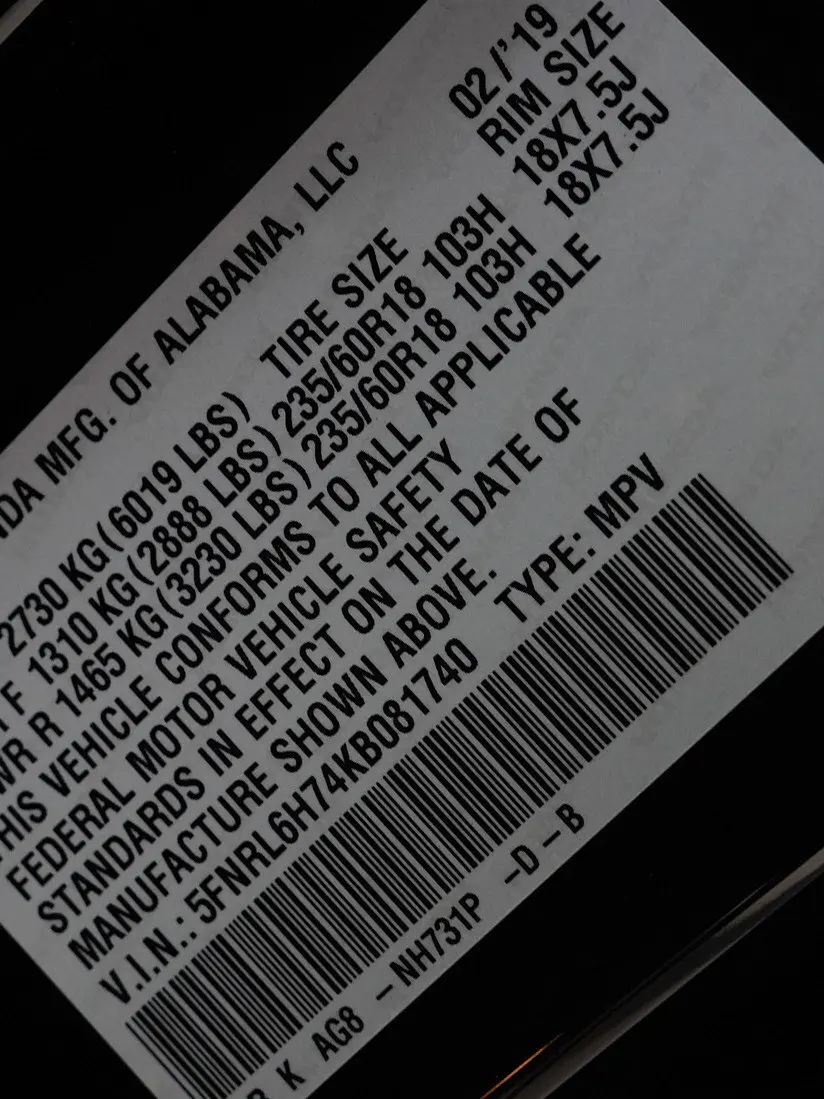 DA MFG. OF ALABAMA, LLC 02/'19
2730 KG(6019 LBS) TIRE SIZE RIM SIZE
F 1310 KG(2888 LBS) 235/60R18 103H 18X7.5J
WR R 1465 KG(3230 LBS) 235/60R18 103H 18X7.5J
HIS VEHICLE CONFORMS TO ALL APPLICABLE
FEDERAL MOTOR VEHICLE SAFETY
STANDARDS IN EFFECT ON THE DATE OF
MANUFACTURE SHOWN ABOVE.
V.I.N.: 5FNRL6H74KB081740 TYPE: MPV
K AG8 – NH731P -D-B